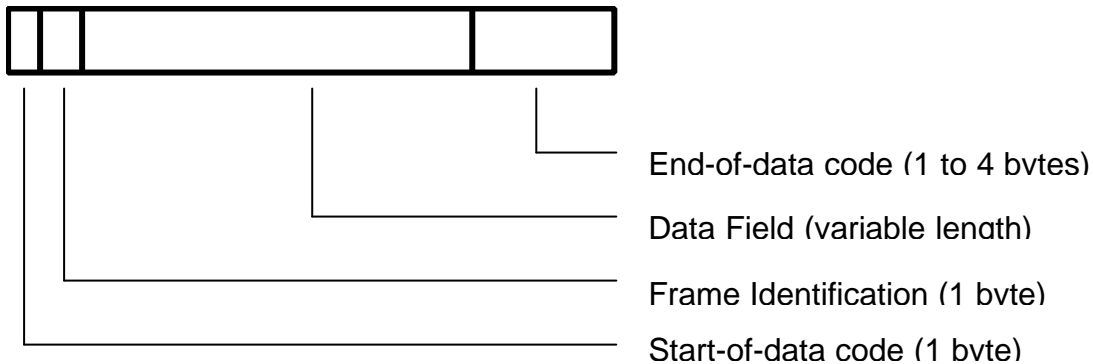 End-of-data code (1 to 4 bytes)
Data Field (variable length)
Frame Identification (1 byte)
Start-of-data code (1 byte)